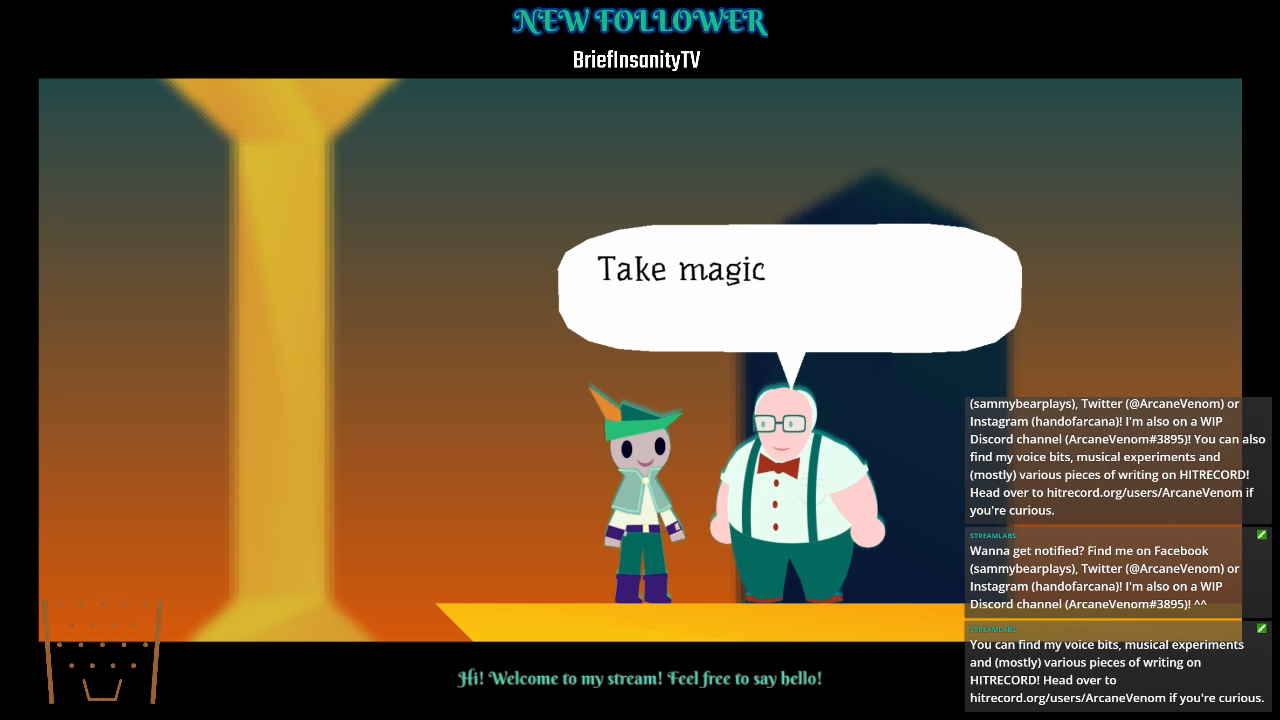 NEW FOLLOWER
BriefInsanityTV
Take magic
(sammybearplays), Twitter (@ArcaneVenom) or
Instagram (handofarcana)! I'm also on a WIP
Discord channel (ArcaneVenom#3895)! You can also
find my voice bits, musical experiments and
(mostly) various pieces of writing on HITRECORD!
Head over to hitrecord.org/users/ArcaneVenom if
you're curious.
STREAMLABS
Wanna get notified? Find me on Facebook
(sammybearplays), Twitter (@ArcaneVenom) or
Instagram (handofarcana)! I'm also on a WIP
Discord channel (ArcaneVenom#3895)! ^^
STREAMLABS
You can find my voice bits, musical experiments
and (mostly) various pieces of writing on
HITRECORD! Head over to
hitrecord.org/users/ArcaneVenom if you're curious.
Hi! Welcome to my stream! Feel free to say hello!